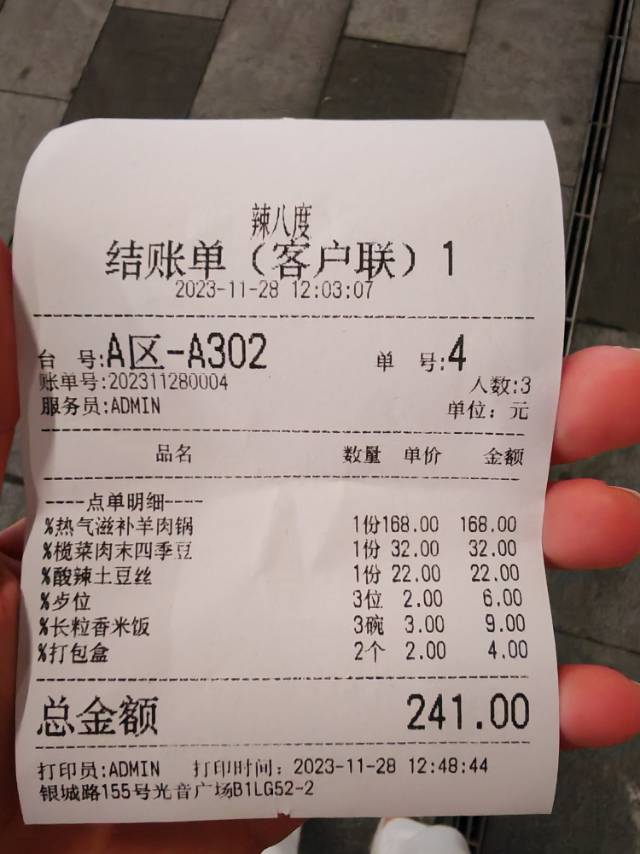 辣八度
结账单（客户联）1
2023-11-28 12:03:07
台 号:A区-A302 单 号:4
账单号:202311280004 人数:3
服务员:ADMIN 单位: 元
品名 数量 单价 金额
----点单明细----
%热气滋补羊肉锅 1份168.00 168.00
%榄菜肉末四季豆 1份 32.00 32.00
%酸辣土豆丝 1份 22.00 22.00
%歺位 3位 2.00 6.00
%长粒香米饭 3碗 3.00 9.00
%打包盒 2个 2.00 4.00
总金额 241.00
打印员:ADMIN 打印时间: 2023-11-28 12:48:44
银城路155号光音广场B1LG52-2